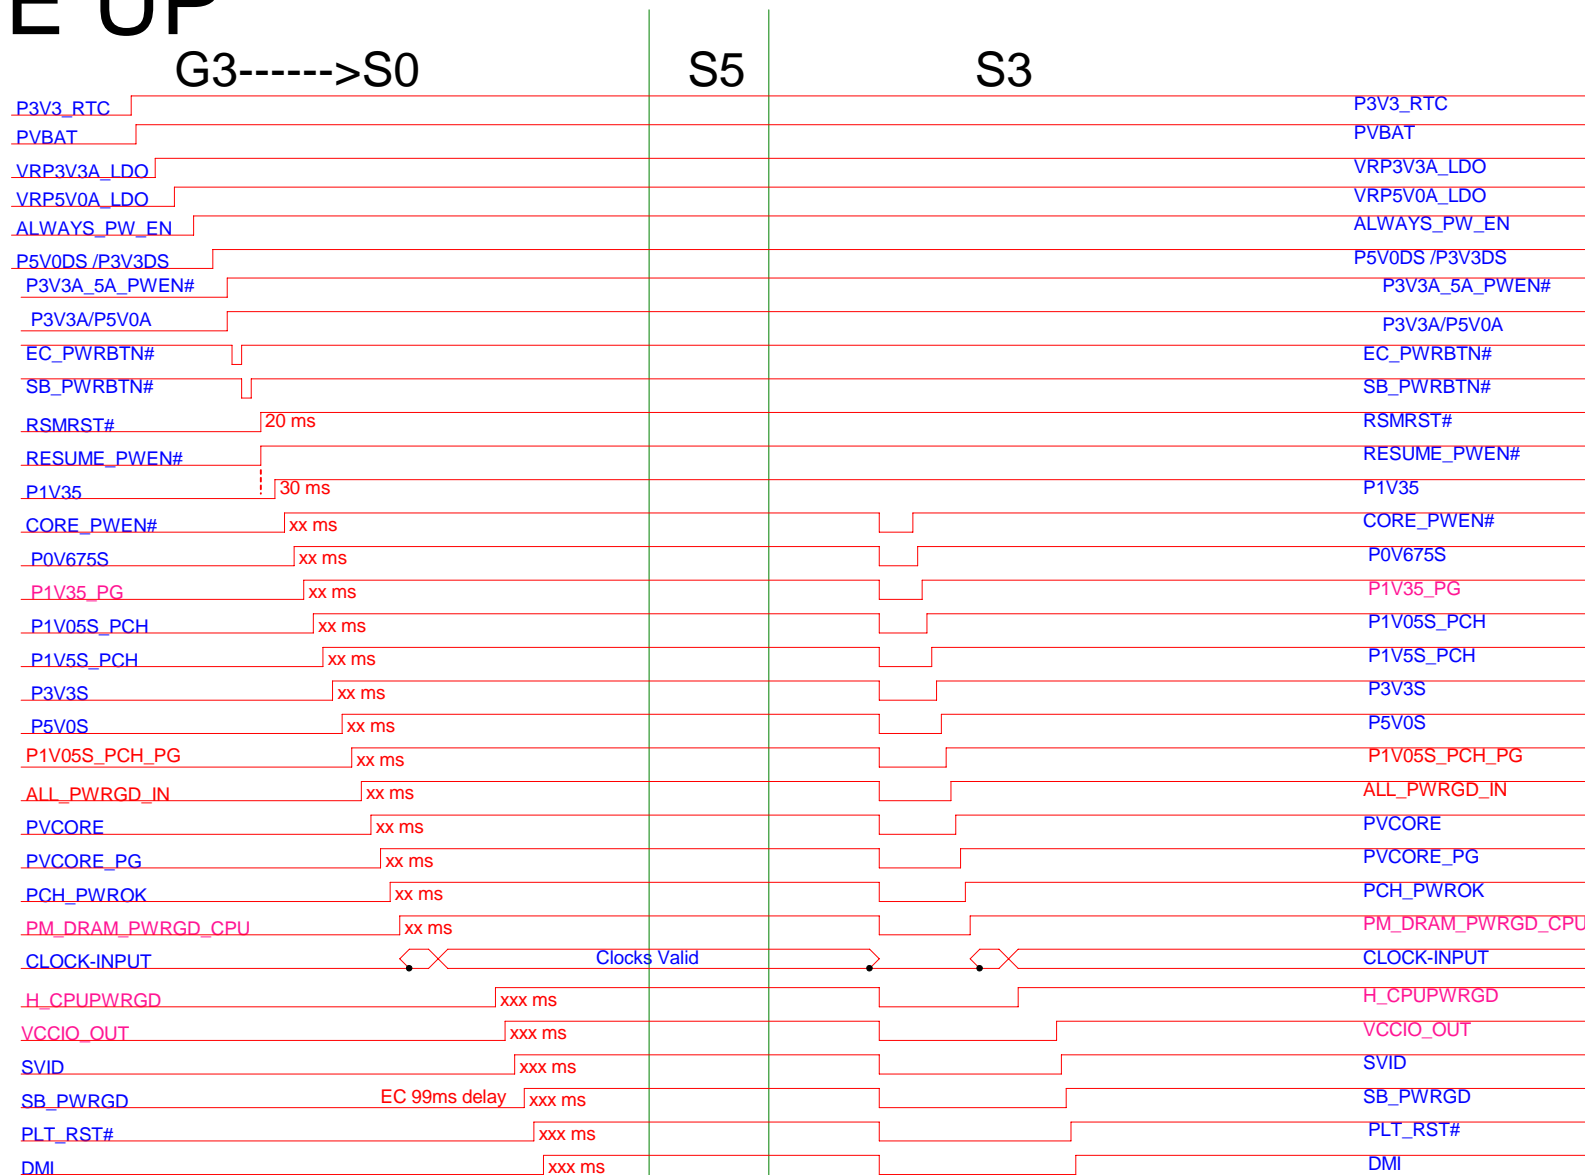 E UP
G3------>S0 S5 S3
P3V3_RTC P3V3_RTC
PVBAT PVBAT
VRP3V3A_LDO VRP3V3A_LDO
VRP5V0A_LDO VRP5V0A_LDO
ALWAYS_PW_EN ALWAYS_PW_EN
P5V0DS /P3V3DS P5V0DS /P3V3DS
P3V3A_5A_PWEN# P3V3A_5A_PWEN#
P3V3A/P5V0A P3V3A/P5V0A
EC_PWRBTN# EC_PWRBTN#
SB_PWRBTN# SB_PWRBTN#
RSMRST# 20 ms RSMRST#
RESUME_PWEN# RESUME_PWEN#
P1V35 30 ms P1V35
CORE_PWEN# xx ms CORE_PWEN#
P0V675S xx ms P0V675S
P1V35_PG xx ms P1V35_PG
P1V05S_PCH xx ms P1V05S_PCH
P1V5S_PCH xx ms P1V5S_PCH
P3V3S xx ms P3V3S
P5V0S xx ms P5V0S
P1V05S_PCH_PG xx ms P1V05S_PCH_PG
ALL_PWRGD_IN xx ms ALL_PWRGD_IN
PVCORE xx ms PVCORE
PVCORE_PG xx ms PVCORE_PG
PCH_PWROK xx ms PCH_PWROK
PM_DRAM_PWRGD_CPU xx ms PM_DRAM_PWRGD_CPU
CLOCK-INPUT Clocks Valid CLOCK-INPUT
H_CPUPWRGD xxx ms H_CPUPWRGD
VCCIO_OUT xxx ms VCCIO_OUT
SVID xxx ms SVID
SB_PWRGD EC 99ms delay xxx ms SB_PWRGD
PLT_RST# xxx ms PLT_RST#
DMI xxx ms DMI